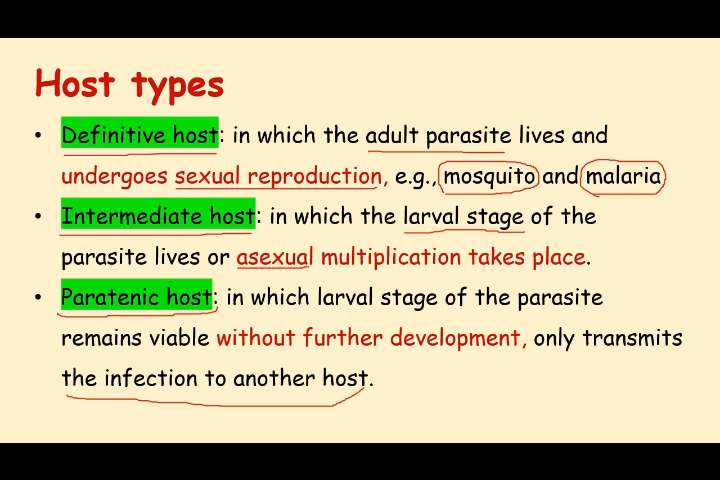 Host types
• Definitive host: in which the adult parasite lives and
undergoes sexual reproduction, e.g., mosquito and malaria
• Intermediate host: in which the larval stage of the
parasite lives or asexual multiplication takes place.
• Paratenic host: in which larval stage of the parasite
remains viable without further development, only transmits
the infection to another host.